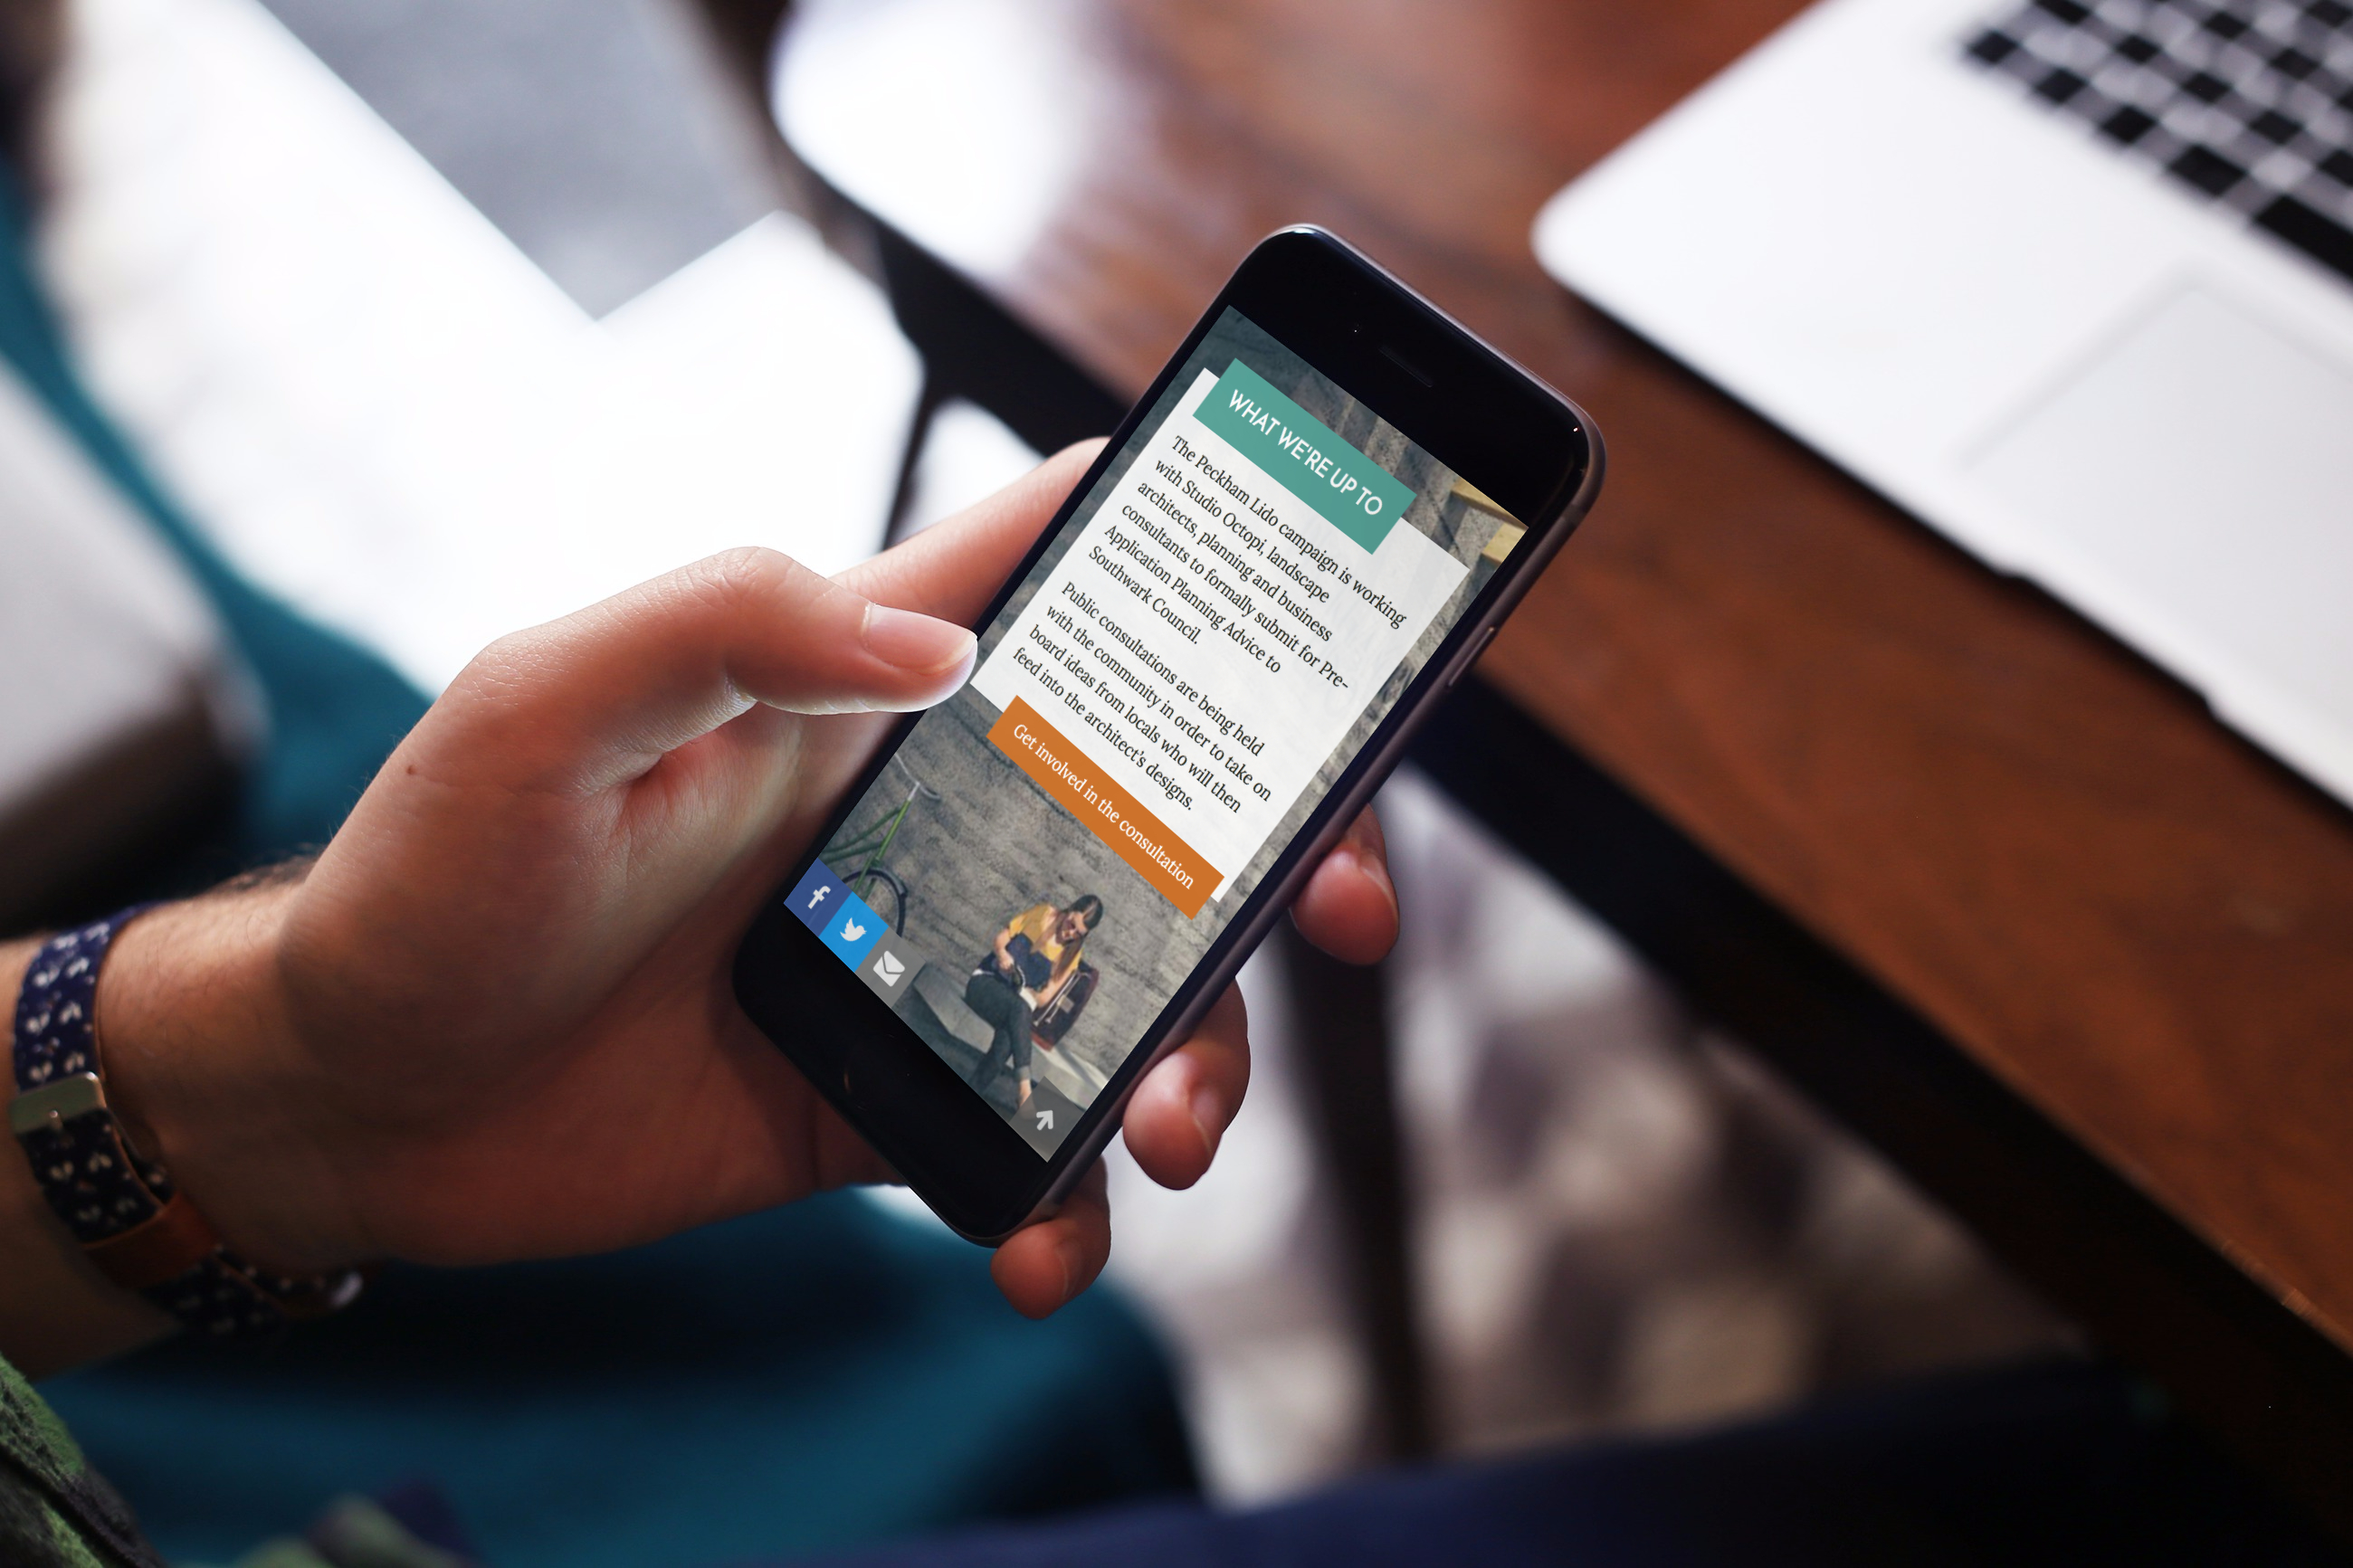 WHAT WE'RE UP TO
The Peckham Lido campaign is working
with Studio Octopi, landscape
architects, planning and business
consultants to formally submit for Pre-
Application Planning Advice to
Southwark Council.
Public consultations are being held
with the community in order to take on
board ideas from locals who will then
feed into the architect's designs.
Get involved in the consultation